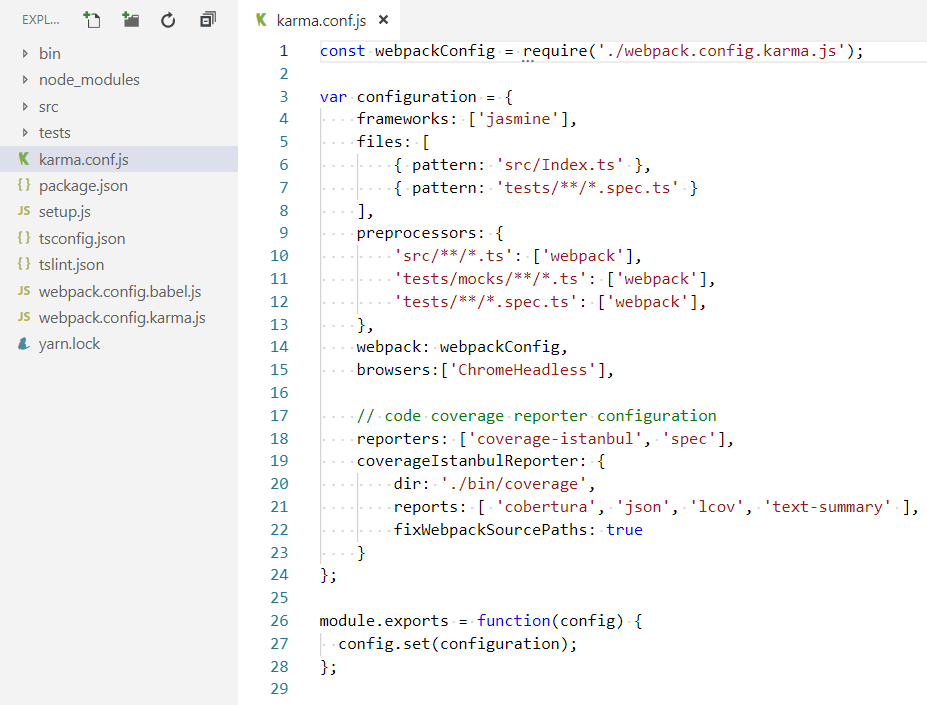 EXPL...
bin
node_modules
src
tests
karma.conf.js
{} package.json
JS setup.js
{} tsconfig.json
{} tslint.json
JS webpack.config.babel.js
JS webpack.config.karma.js
yarn.lock
karma.conf.js ×
1 const webpackConfig = require('./webpack.config.karma.js');
2
3 var configuration = {
4     frameworks: ['jasmine'],
5     files: [
6         { pattern: 'src/Index.ts' },
7         { pattern: 'tests/**/*.spec.ts' }
8     ],
9     preprocessors: {
10         'src/**/*.ts': ['webpack'],
11         'tests/mocks/**/*.ts': ['webpack'],
12         'tests/**/*.spec.ts': ['webpack'],
13     },
14     webpack: webpackConfig,
15     browsers:['ChromeHeadless'],
16
17     // code coverage reporter configuration
18     reporters: ['coverage-istanbul', 'spec'],
19     coverageIstanbulReporter: {
20         dir: './bin/coverage',
21         reports: [ 'cobertura', 'json', 'lcov', 'text-summary' ],
22         fixWebpackSourcePaths: true
23     }
24 };
25
26 module.exports = function(config) {
27   config.set(configuration);
28 };
29